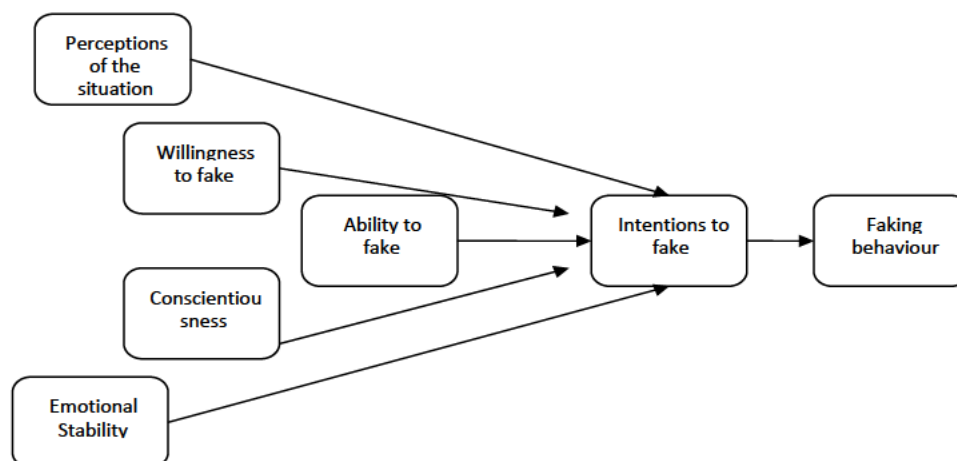 Perceptions
of the
situation
Willingness
to fake
Ability to
fake
Intentions to
fake
Faking
behaviour
Conscientiou
sness
Emotional
Stability